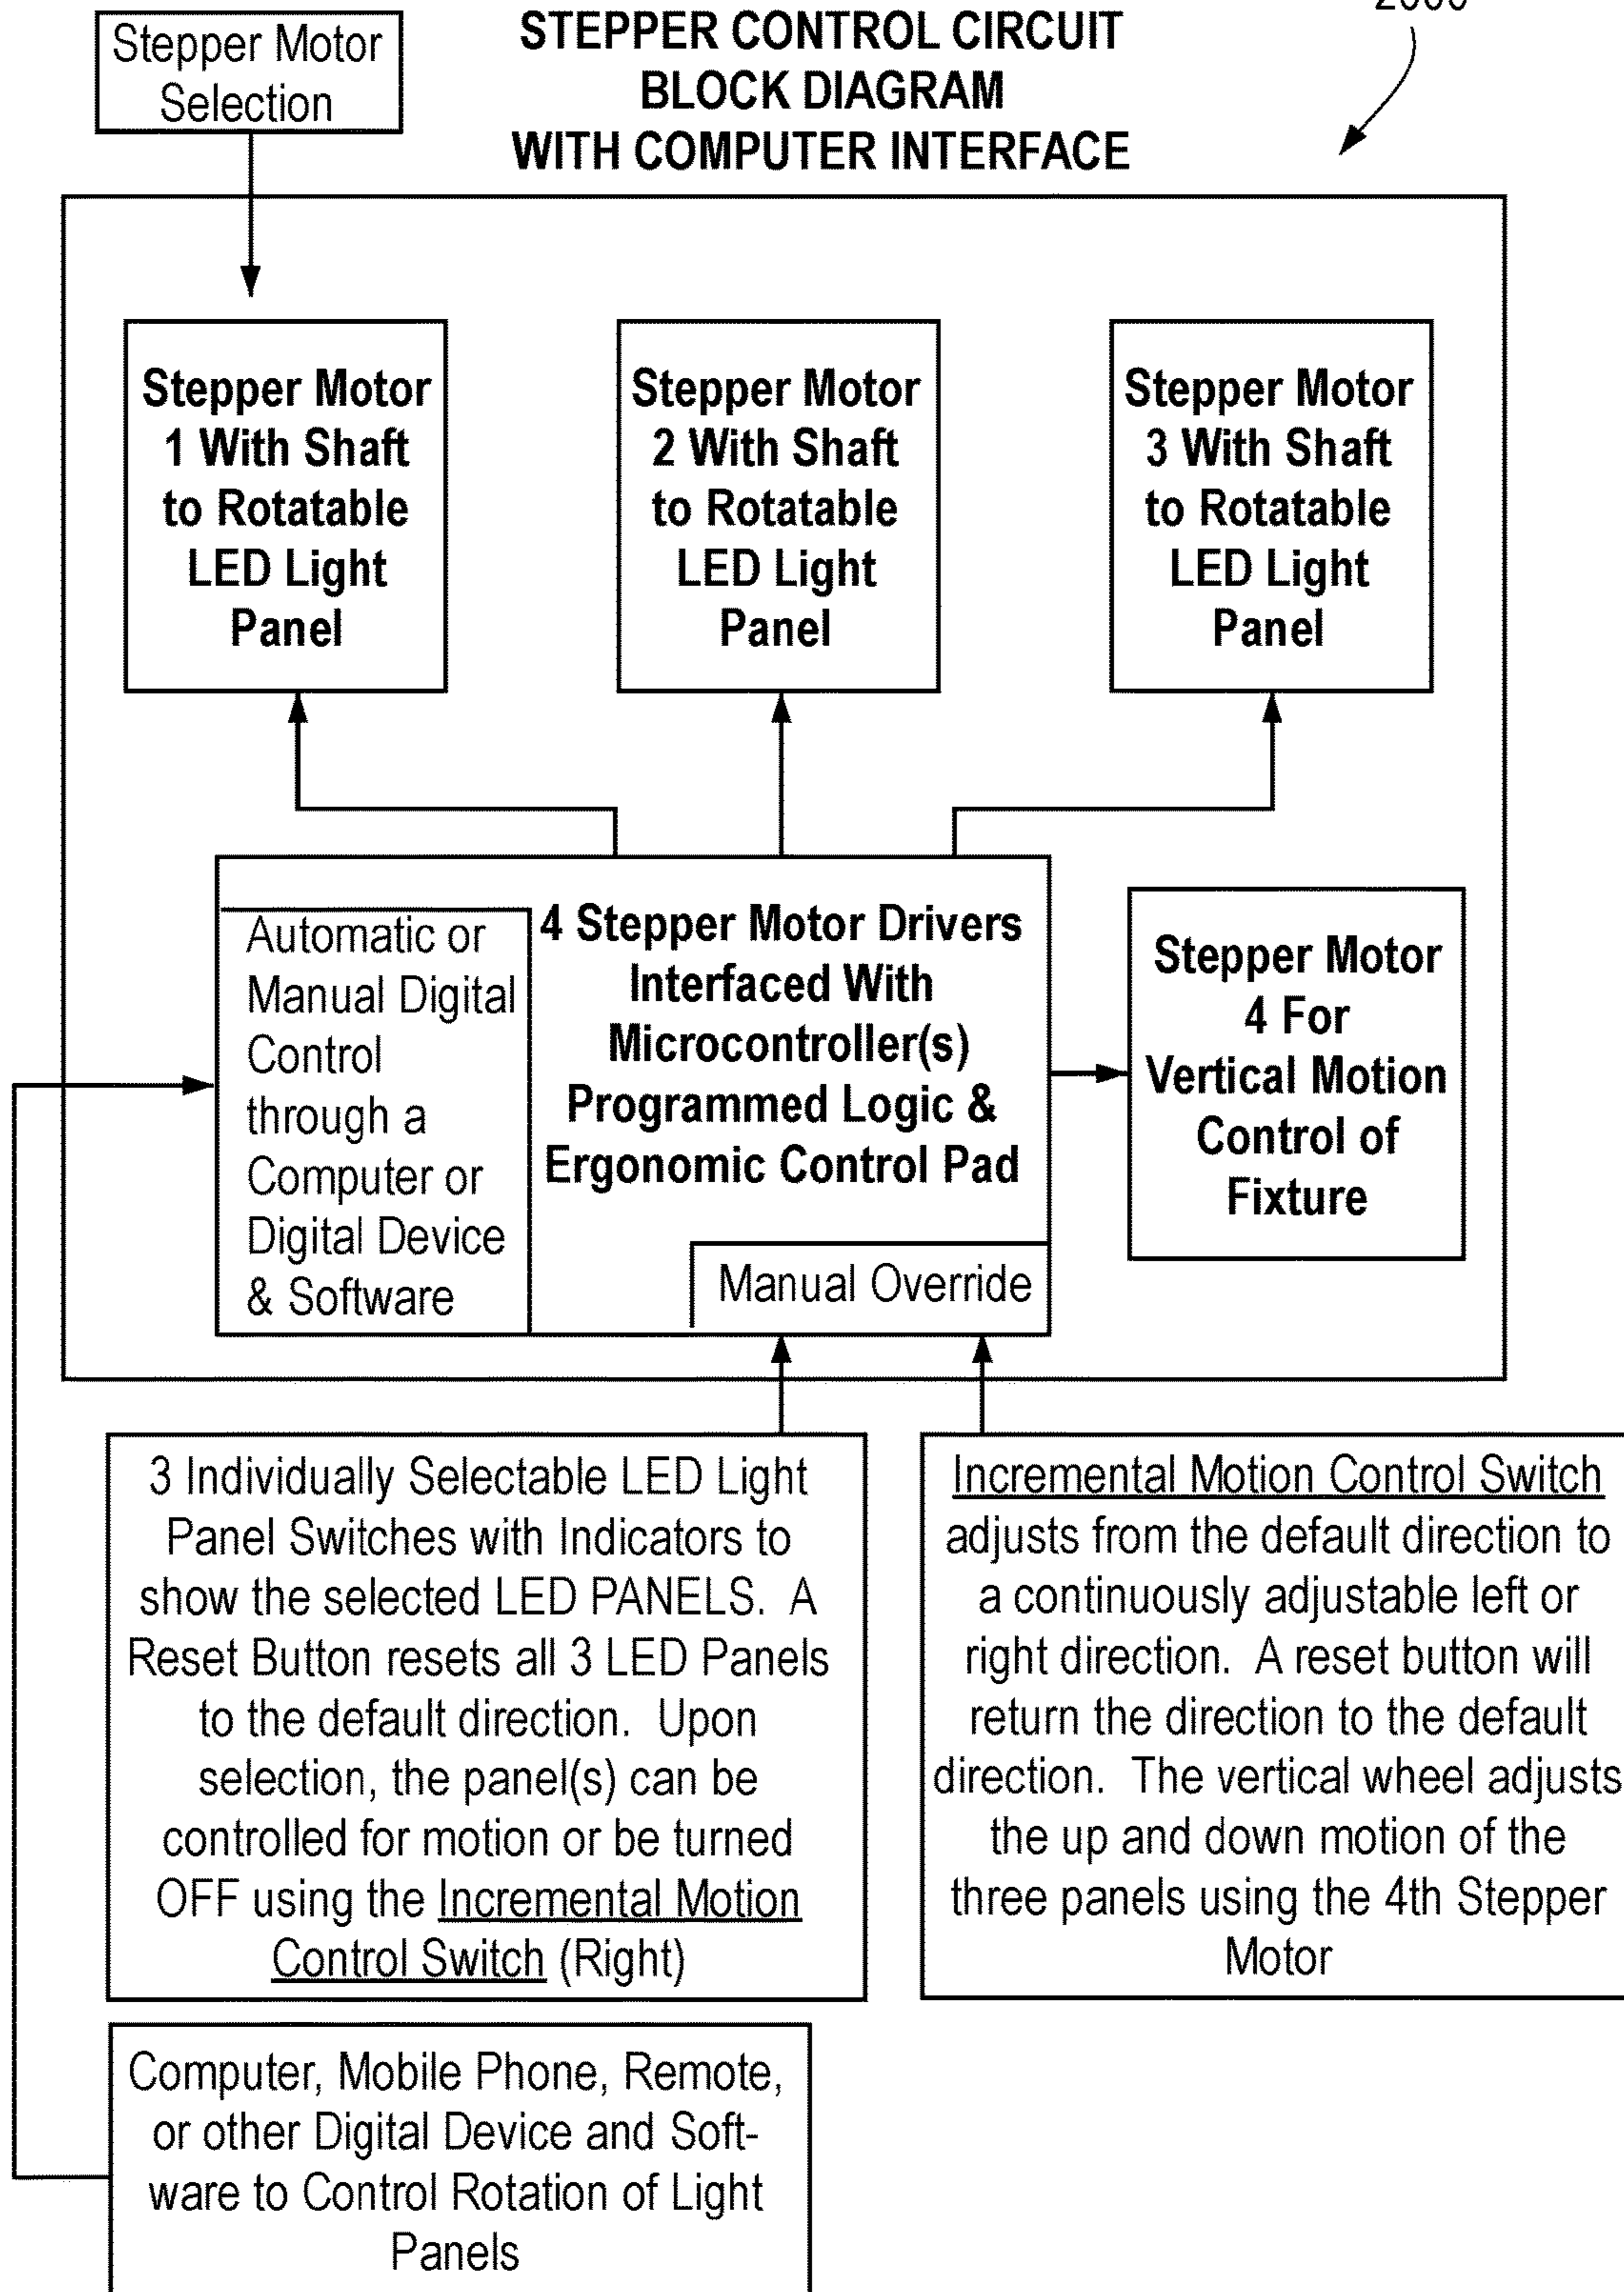 Stepper Motor
Selection
STEPPER CONTROL CIRCUIT
BLOCK DIAGRAM
WITH COMPUTER INTERFACE
Stepper Motor
1 With Shaft
to Rotatable
LED Light
Panel
Stepper Motor
2 With Shaft
to Rotatable
LED Light
Panel
Stepper Motor
3 With Shaft
to Rotatable
LED Light
Panel
Automatic or
Manual Digital
Control
through a
Computer or
Digital Device
& Software
4 Stepper Motor Drivers
Interfaced With
Microcontroller(s)
Programmed Logic &
Ergonomic Control Pad
Manual Override
Stepper Motor
4 For
Vertical Motion
Control of
Fixture
3 Individually Selectable LED Light
Panel Switches with Indicators to
show the selected LED PANELS. A
Reset Button resets all 3 LED Panels
to the default direction. Upon
selection, the panel(s) can be
controlled for motion or be turned
OFF using the Incremental Motion
Control Switch (Right)
Incremental Motion Control Switch
adjusts from the default direction to
a continuously adjustable left or
right direction. A reset button will
return the direction to the default
direction. The vertical wheel adjusts
the up and down motion of the
three panels using the 4th Stepper
Motor
Computer, Mobile Phone, Remote,
or other Digital Device and Soft-
ware to Control Rotation of Light
Panels